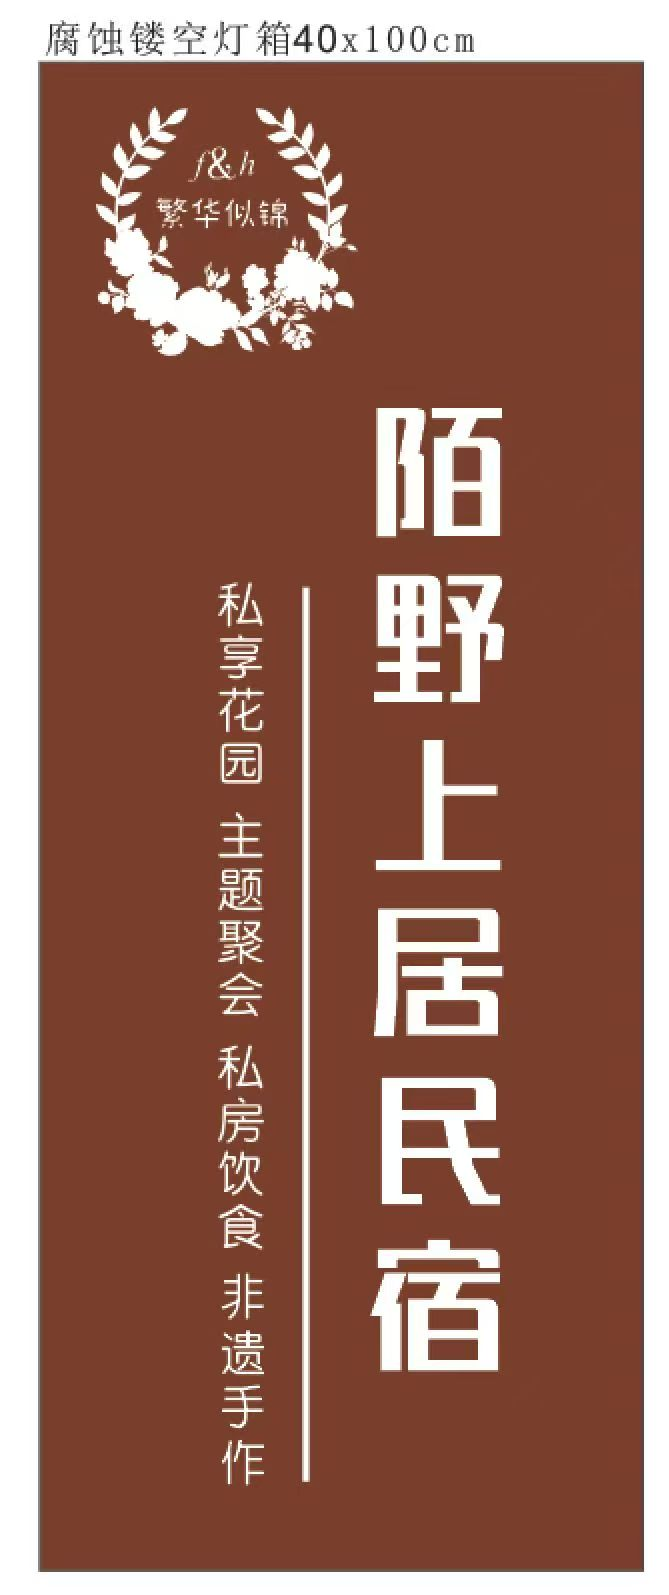 腐蚀镂空灯箱40x100cm
f&h
繁华似锦
陌野上居民宿
私享花园 主题聚会 私房饮食 非遗手作